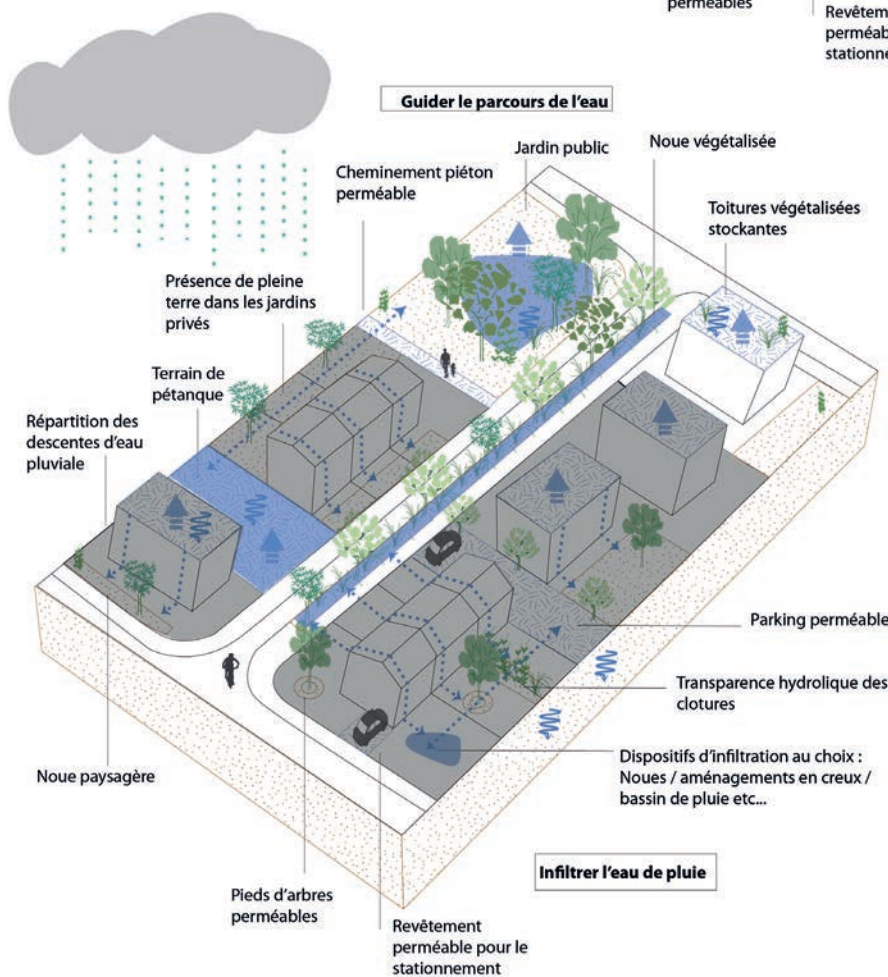 perméables
Guider le parcours de l'eau
Jardin public
Noue végétalisée
Cheminement piéton
perméable
Toitures végétalisées
stockantes
Présence de pleine
terre dans les jardins
privés
Terrain de
pétanque
Répartition des
descentes d'eau
pluviale
Parking perméable
Transparence hydrolique des
clotures
Noue paysagère
Dispositifs d'infiltration au choix :
Noues / aménagements en creux /
bassin de pluie etc...
Infiltrer l'eau de pluie
Pieds d'arbres
perméables
Revêtement
perméable pour le
stationnement